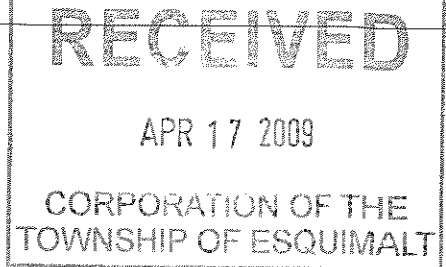 RECEIVED
APR 17 2009
CORPORATION OF THE
TOWNSHIP OF ESQUIMALT